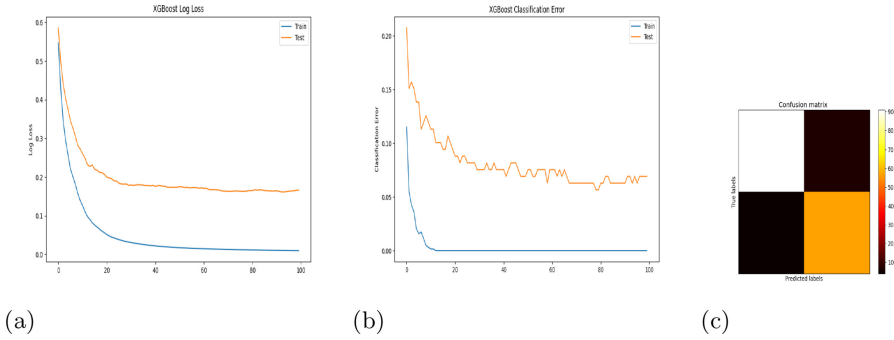 XGBoost Log Loss
Train
Test
Log Loss
0.6
0.5
0.4
0.3
0.2
0.1
0.0
0 20 40 60 80 100
(a)
XGBoost Classification Error
Train
Test
Classification Error
0.20
0.15
0.10
0.05
0.00
0 20 40 60 80 100
(b)
Confusion matrix
True labels
Predicted labels
90
80
70
60
50
40
30
20
10
(c)